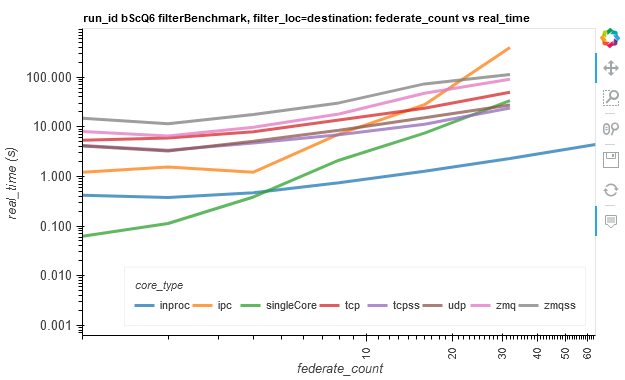 run_id bScQ6 filterBenchmark, filter_loc=destination: federate_count vs real_time
real_time (s)
100.000
10.000
1.000
0.100
0.010
0.001
core_type
inproc ipc singleCore tcp tcpss udp zmq zmqss
10 20 30 40 50 60
federate_count